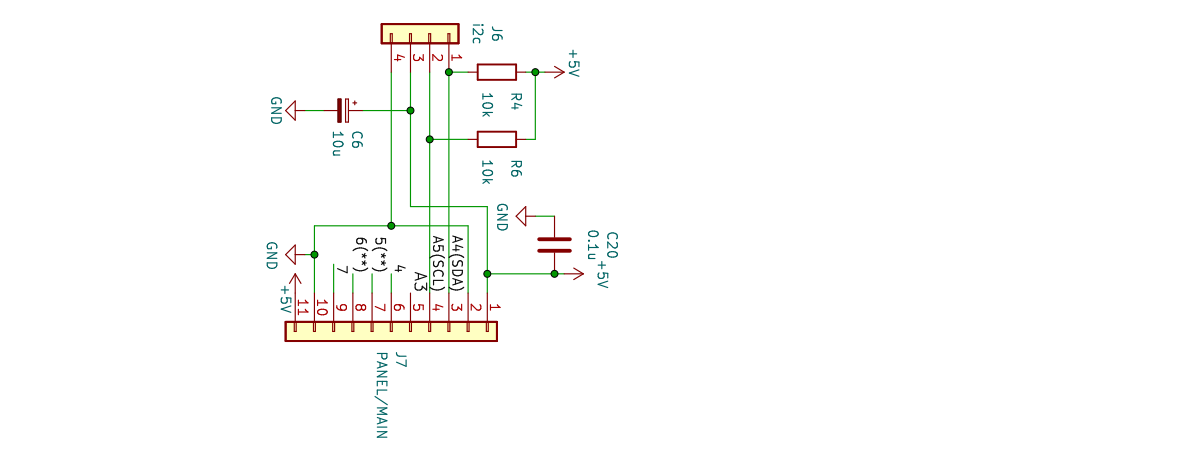 J6
i2c
4
3
2
1
+5V
R4
10k
GND
C6
10u
R6
10k
GND
C20
0.1u
+5V
GND
+5V
7
6(**)
5(**)
4
A3
A5(SCL)
A4(SDA)
11
10
9
8
7
6
5
4
3
2
1
J7
PANEL/MAIN